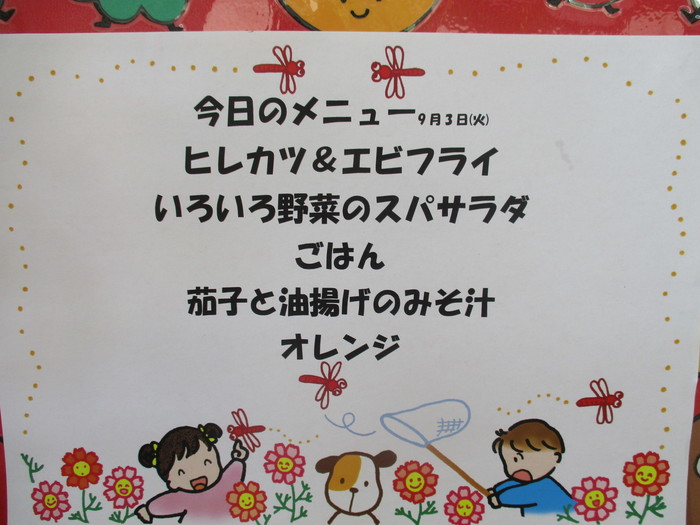 今日のメニュー9月3日(火)
ヒレカツ＆エビフライ
いろいろ野菜のスパサラダ
ごはん
茄子と油揚げのみそ汁
オレンジ